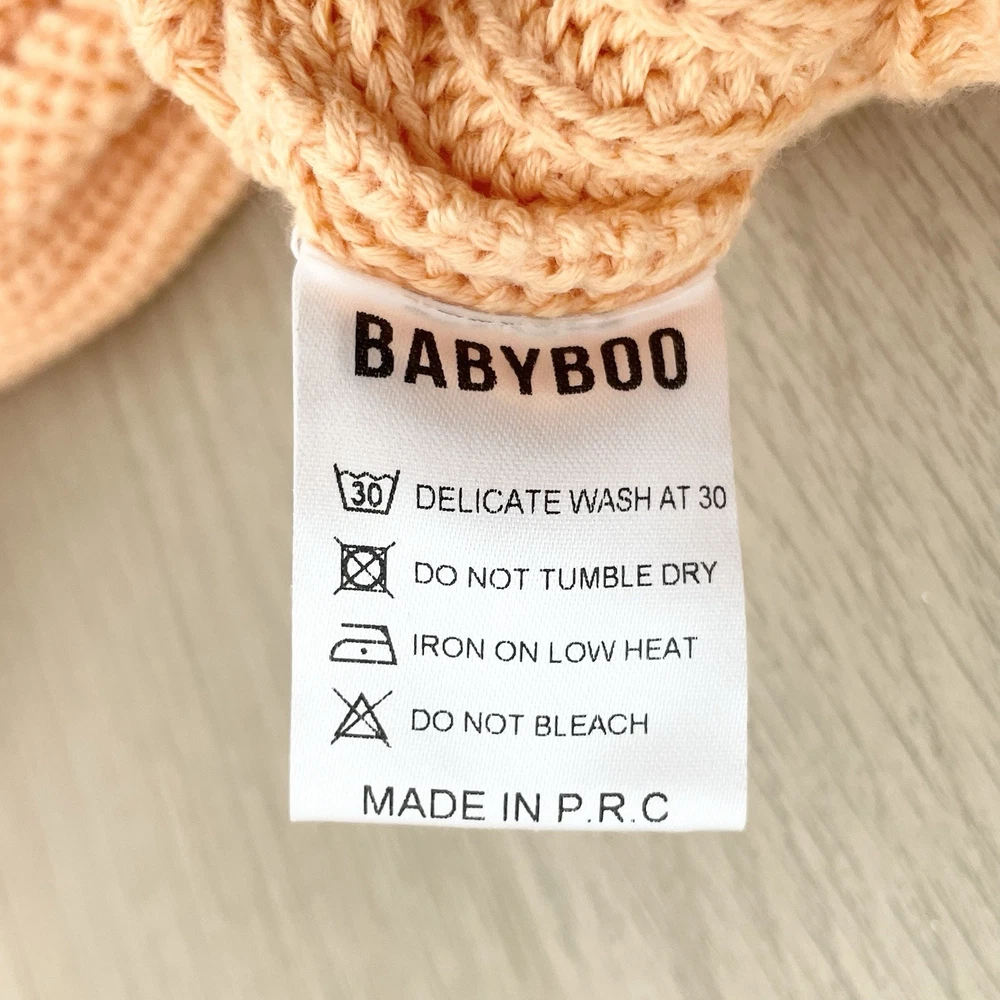 BABYBOO
30 DELICATE WASH AT 30
DO NOT TUMBLE DRY
IRON ON LOW HEAT
DO NOT BLEACH
MADE IN P.R.C